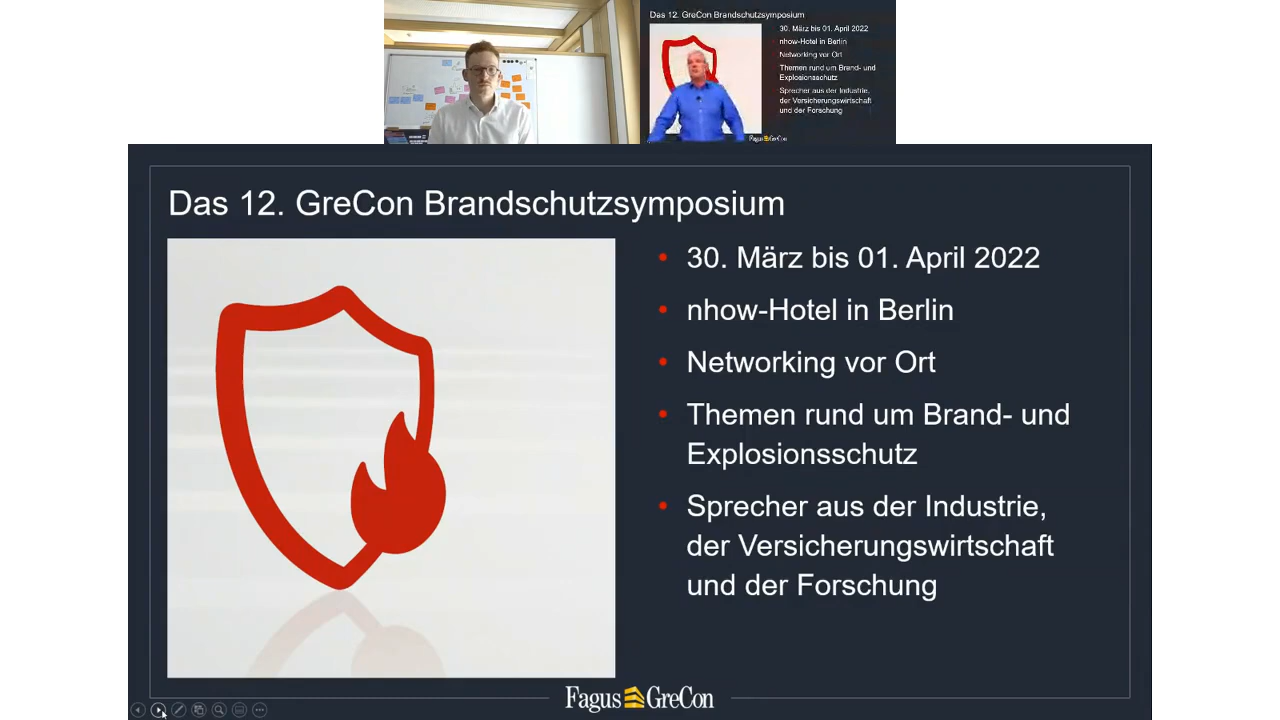 Das 12. GreCon Brandschutzsymposium
30. März bis 01. April 2022
nhow-Hotel in Berlin
Networking vor Ort
Themen rund um Brand- und
Explosionsschutz
Sprecher aus der Industrie,
der Versicherungswirtschaft
und der Forschung
Fagus GreCon
Das 12. GreCon Brandschutzsymposium
• 30. März bis 01. April 2022
• nhow-Hotel in Berlin
• Networking vor Ort
• Themen rund um Brand- und
Explosionsschutz
• Sprecher aus der Industrie,
der Versicherungswirtschaft
und der Forschung
Fagus GreCon